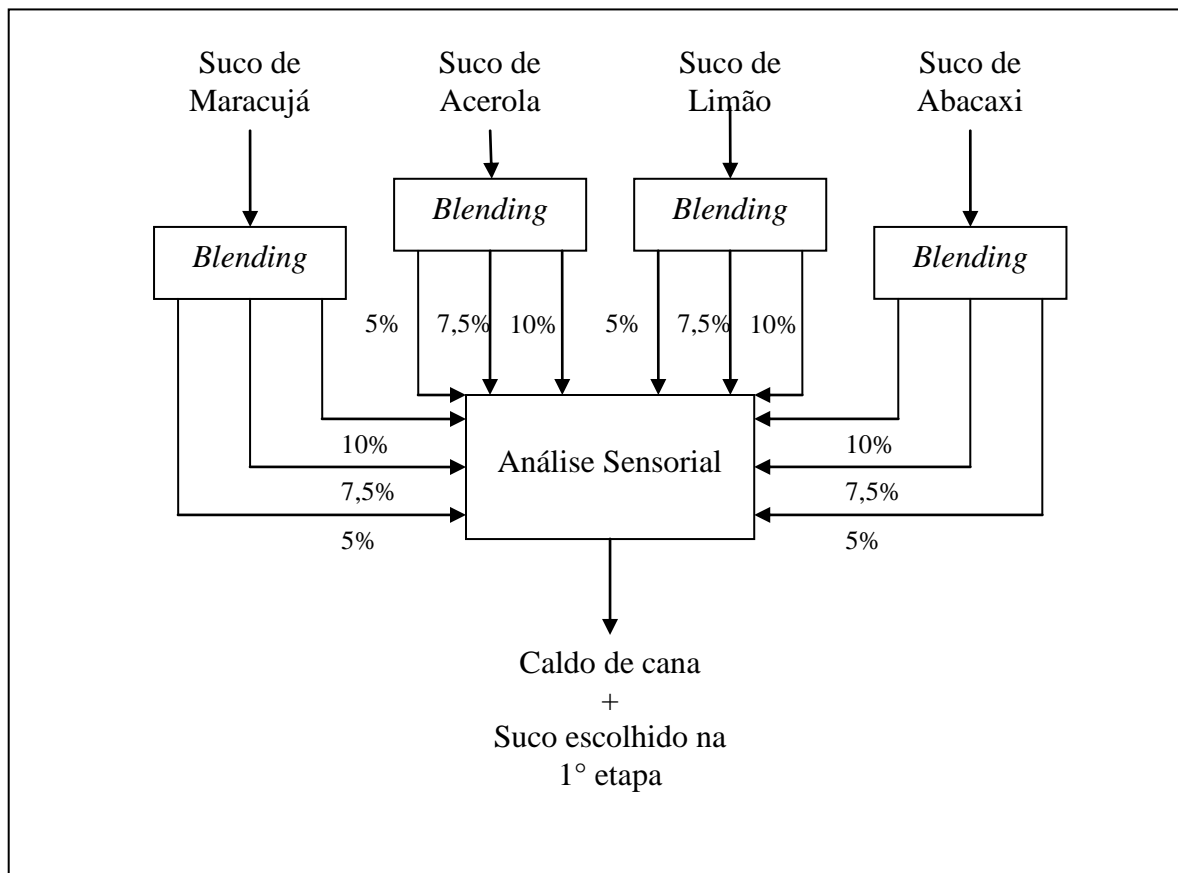 Suco de
Maracujá
Suco de
Acerola
Suco de
Limão
Suco de
Abacaxi
Blending
Blending
Blending
Blending
5%
7,5%
10%
5%
7,5%
10%
10%
7,5%
5%
Análise Sensorial
10%
7,5%
5%
Caldo de cana
+
Suco escolhido na
1° etapa